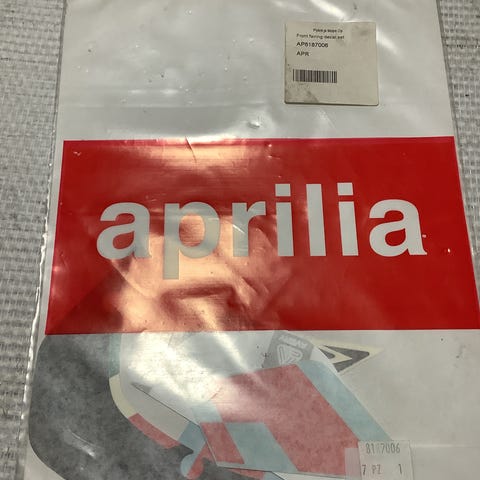 Front fairing decal set
AP8187006
APR
aprilia
8187006
7 PZ 1